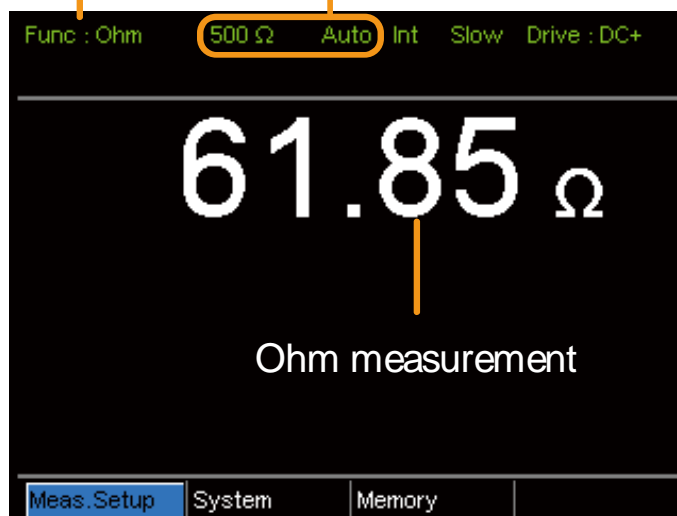 Func : Ohm 500 Ω Auto Int Slow Drive : DC+
61.85 Ω
Ohm measurement
Meas.Setup System Memory